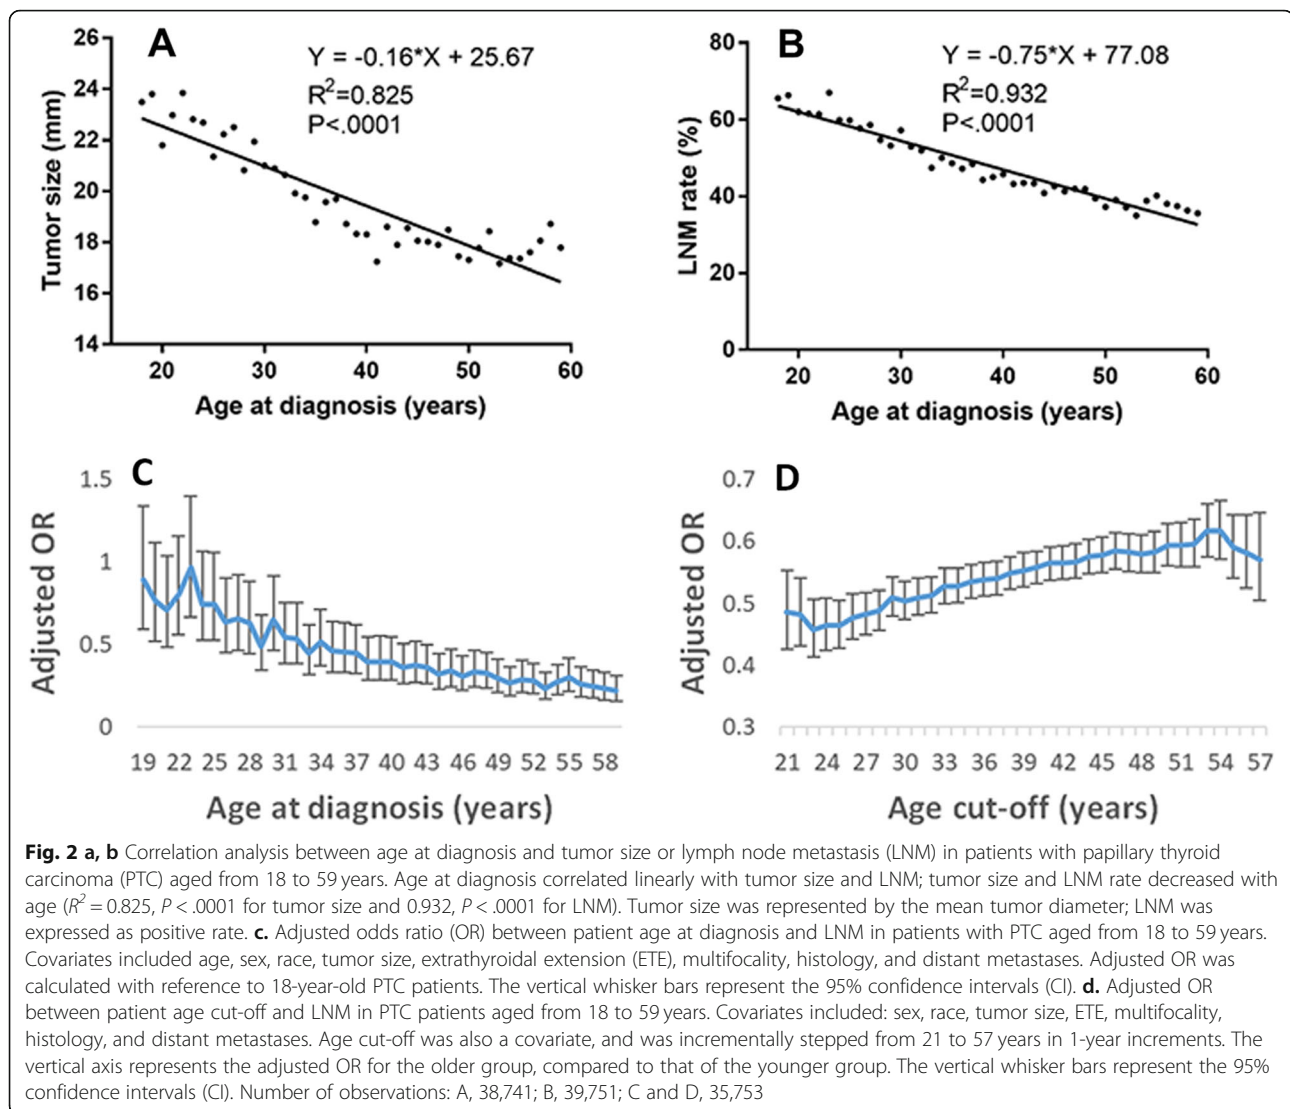 A
Y = -0.16*X + 25.67
R²=0.825
P<.0001
Tumor size (mm)
26
24
22
20
18
16
14
20 30 40 50 60
Age at diagnosis (years)
B
Y = -0.75*X + 77.08
R²=0.932
P<.0001
LNM rate (%)
80
60
40
20
0
20 30 40 50 60
Age at diagnosis (years)
C
Adjusted OR
1.5
1
0.5
0
19 22 25 28 31 34 37 40 43 46 49 52 55 58
Age at diagnosis (years)
D
Adjusted OR
0.7
0.6
0.5
0.4
0.3
21 24 27 30 33 36 39 42 45 48 51 54 57
Age cut-off (years)
Fig. 2 a, b Correlation analysis between age at diagnosis and tumor size or lymph node metastasis (LNM) in patients with papillary thyroid
carcinoma (PTC) aged from 18 to 59 years. Age at diagnosis correlated linearly with tumor size and LNM; tumor size and LNM rate decreased with
age (R² = 0.825, P < .0001 for tumor size and 0.932, P < .0001 for LNM). Tumor size was represented by the mean tumor diameter; LNM was
expressed as positive rate. c. Adjusted odds ratio (OR) between patient age at diagnosis and LNM in patients with PTC aged from 18 to 59 years.
Covariates included age, sex, race, tumor size, extrathyroidal extension (ETE), multifocality, histology, and distant metastases. Adjusted OR was
calculated with reference to 18-year-old PTC patients. The vertical whisker bars represent the 95% confidence intervals (CI). d. Adjusted OR
between patient age cut-off and LNM in PTC patients aged from 18 to 59 years. Covariates included: sex, race, tumor size, ETE, multifocality,
histology, and distant metastases. Age cut-off was also a covariate, and was incrementally stepped from 21 to 57 years in 1-year increments. The
vertical axis represents the adjusted OR for the older group, compared to that of the younger group. The vertical whisker bars represent the 95%
confidence intervals (CI). Number of observations: A, 38,741; B, 39,751; C and D, 35,753